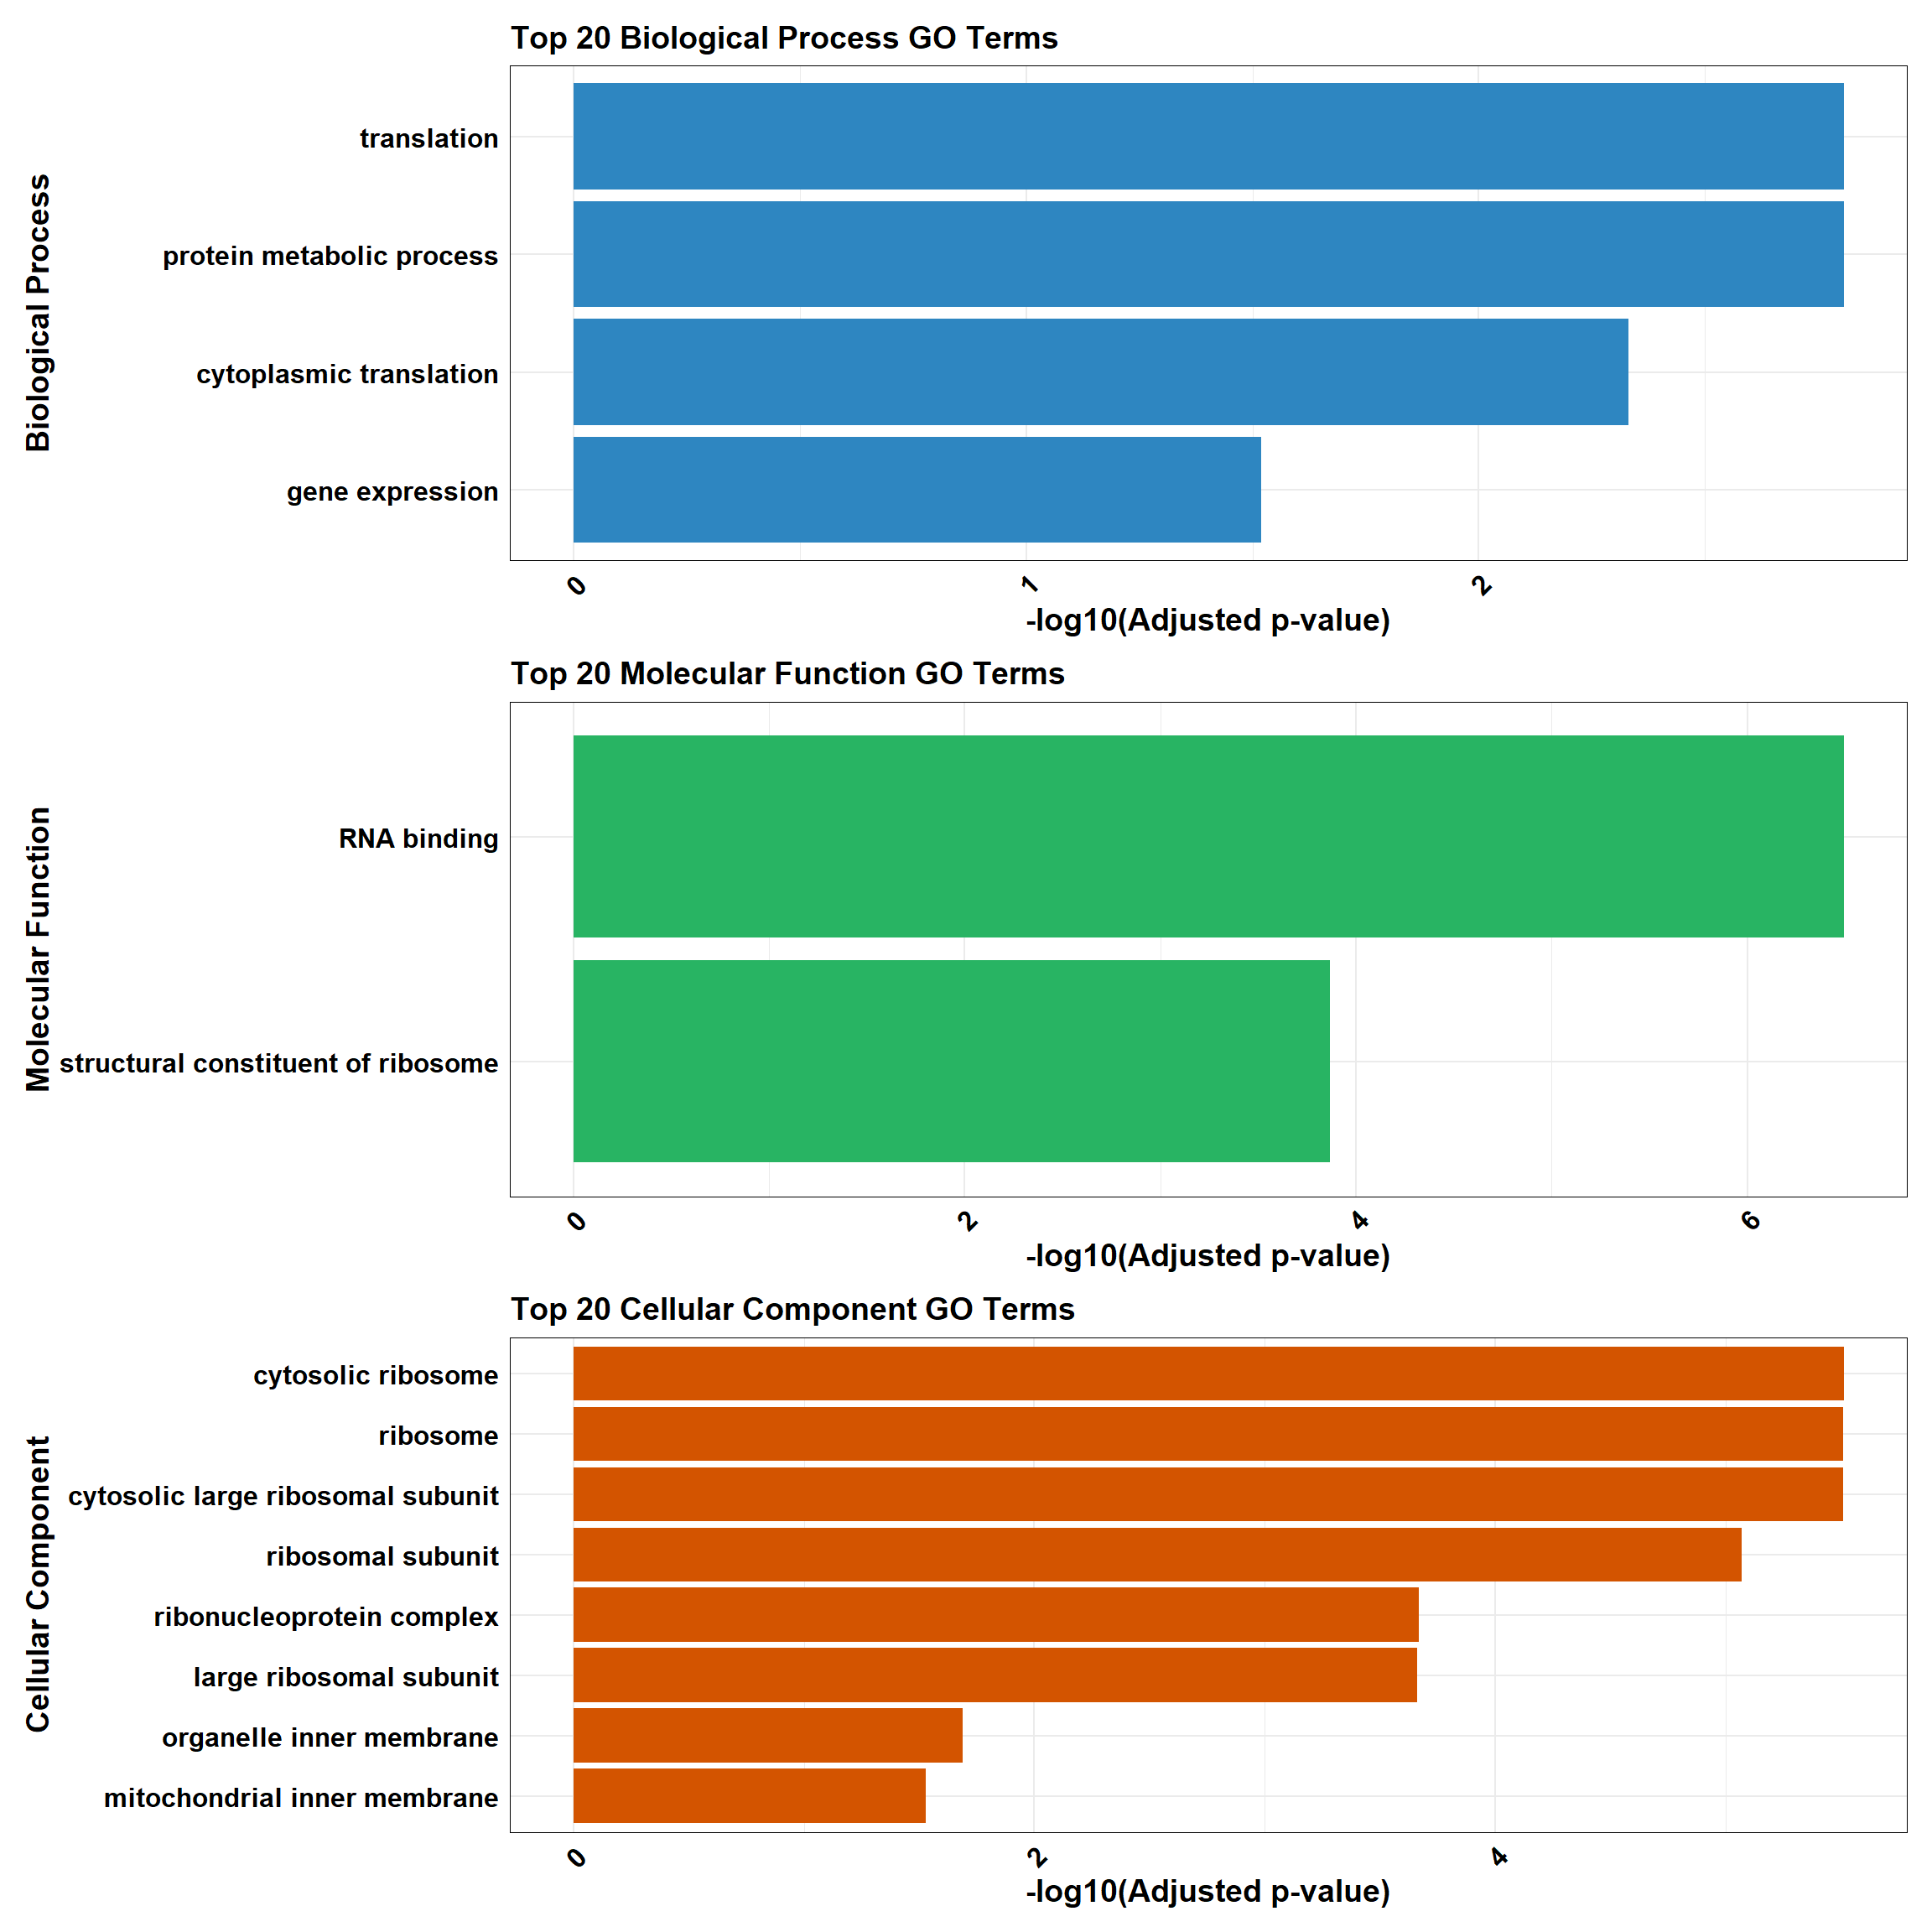 Top 20 Biological Process GO Terms
Biological Process
translation
protein metabolic process
cytoplasmic translation
gene expression
0 1 2
-log10(Adjusted p-value)
Top 20 Molecular Function GO Terms
Molecular Function
RNA binding
structural constituent of ribosome
0 2 4 6
-log10(Adjusted p-value)
Top 20 Cellular Component GO Terms
Cellular Component
cytosolic ribosome
ribosome
cytosolic large ribosomal subunit
ribosomal subunit
ribonucleoprotein complex
large ribosomal subunit
organelle inner membrane
mitochondrial inner membrane
0 2 4
-log10(Adjusted p-value)